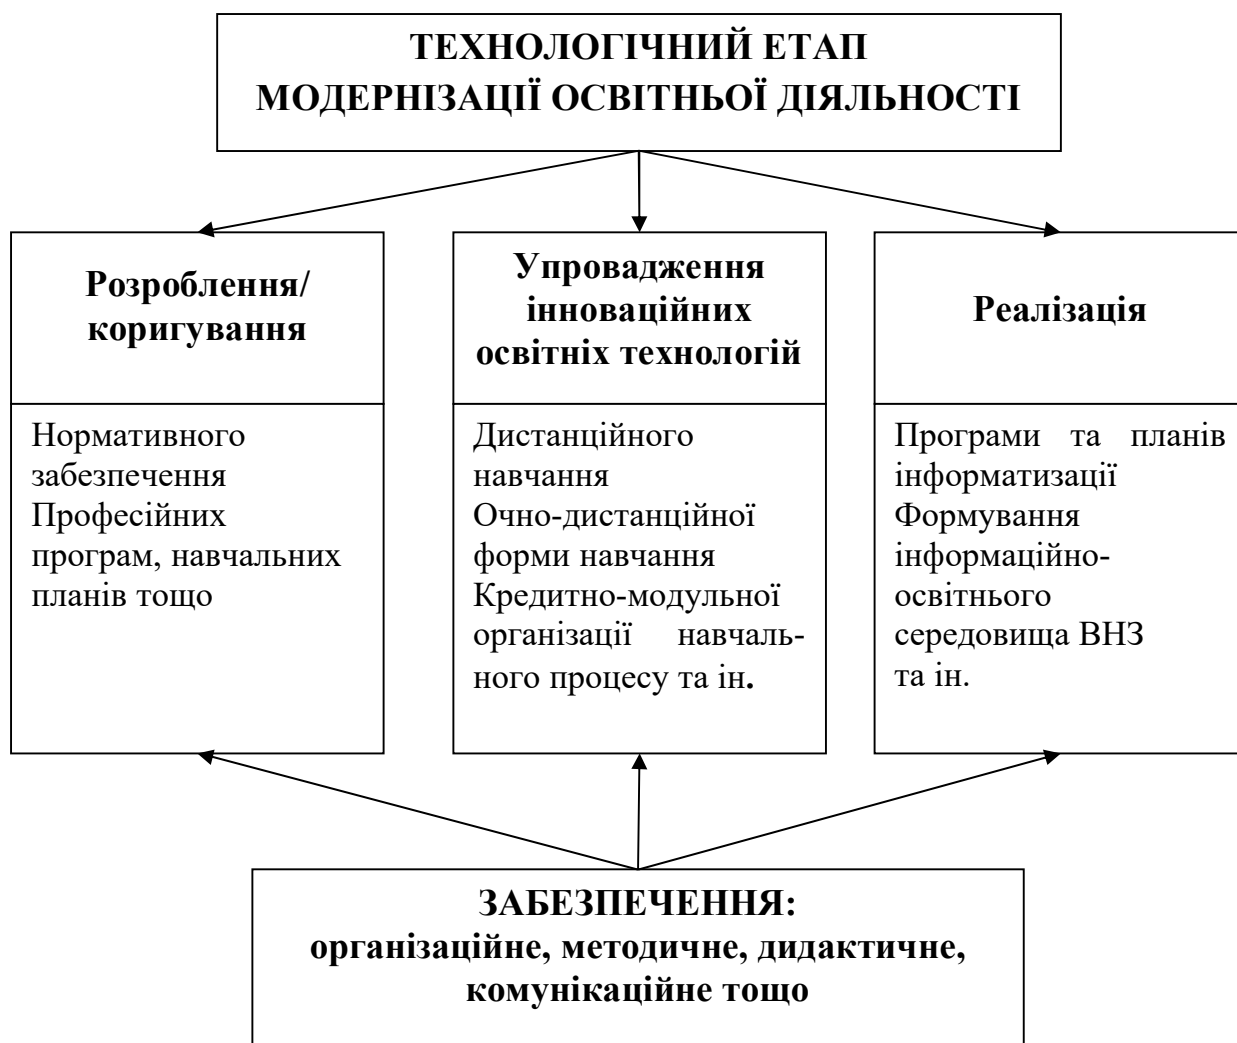 ТЕХНОЛОГІЧНИЙ ЕТАП
МОДЕРНІЗАЦІЇ ОСВІТНЬОЇ ДІЯЛЬНОСТІ
Розроблення/
коригування
Нормативного
забезпечення
Професійних
програм, навчальних
планів тощо
Упровадження
інноваційних
освітніх технологій
Дистанційного
навчання
Очно-дистанційної
форми навчання
Кредитно-модульної
організації навчаль-
ного процесу та ін.
Реалізація
Програми та планів
інформатизації
Формування
інформаційно-
освітнього
середовища ВНЗ
та ін.
ЗАБЕЗПЕЧЕННЯ:
організаційне, методичне, дидактичне,
комунікаційне тощо